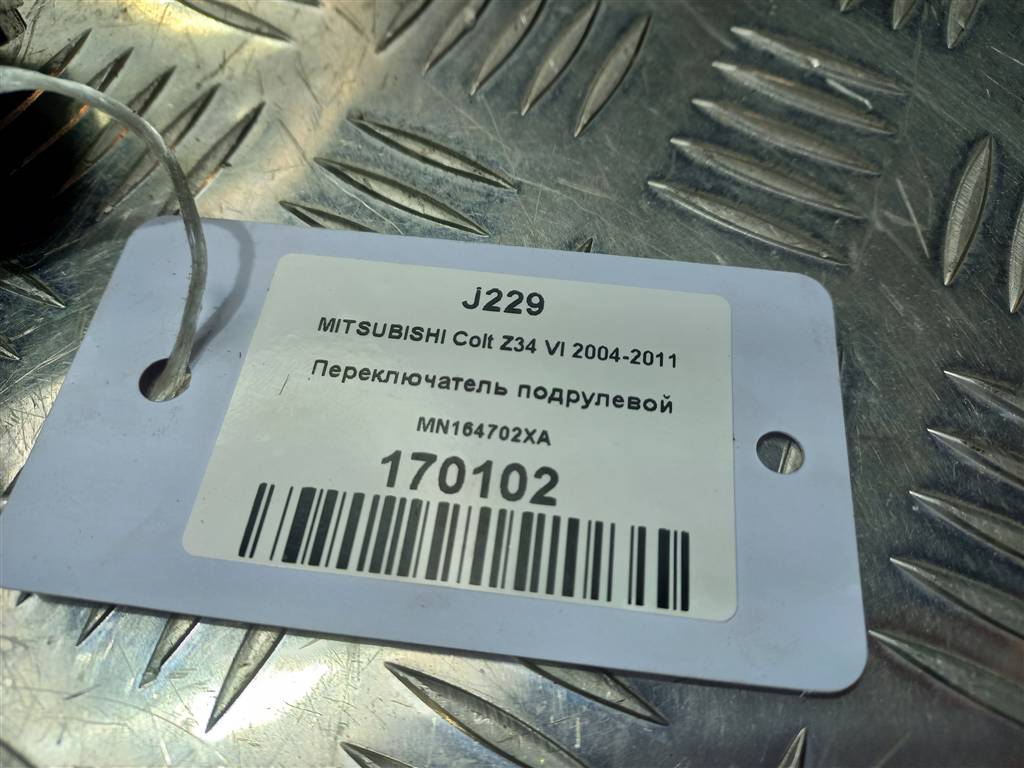 J229
MITSUBISHI Colt Z34 VI 2004-2011
Переключатель подрулевой
MN164702XA
170102